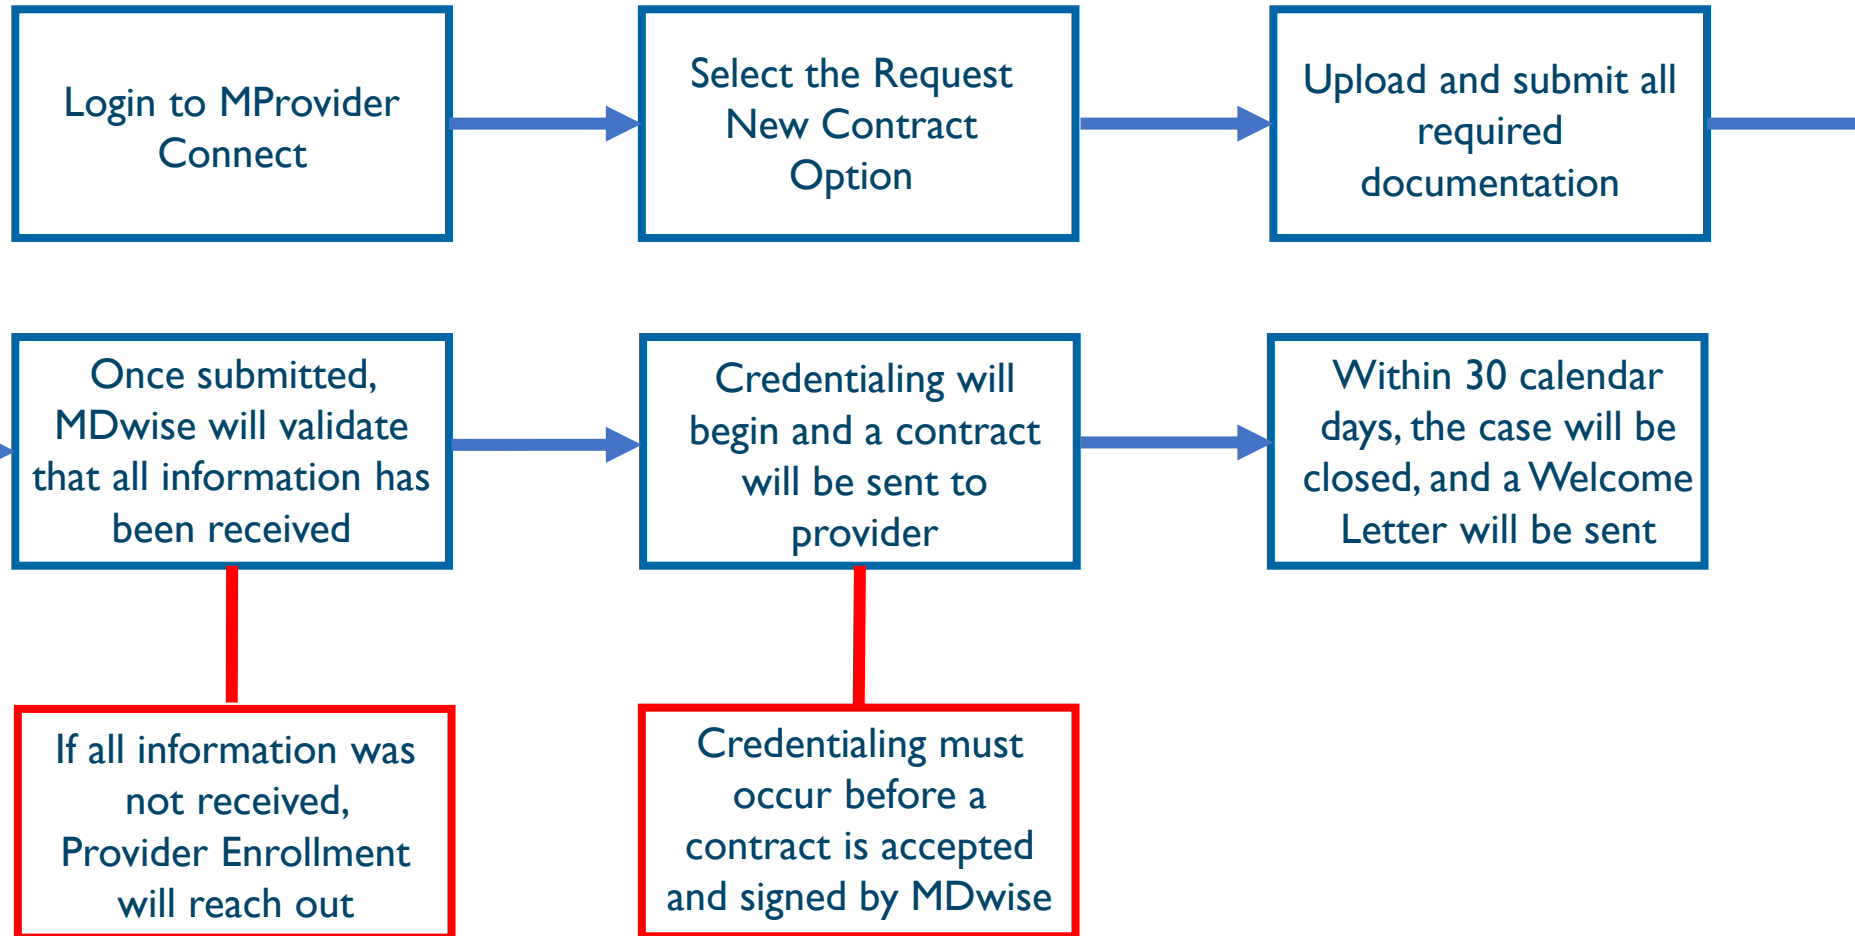 Login to MProvider
Connect
Select the Request
New Contract
Option
Upload and submit all
required
documentation
Once submitted,
MDwise will validate
that all information has
been received
Credentialing will
begin and a contract
will be sent to
provider
Within 30 calendar
days, the case will be
closed, and a Welcome
Letter will be sent
If all information was
not received,
Provider Enrollment
will reach out
Credentialing must
occur before a
contract is accepted
and signed by MDwise